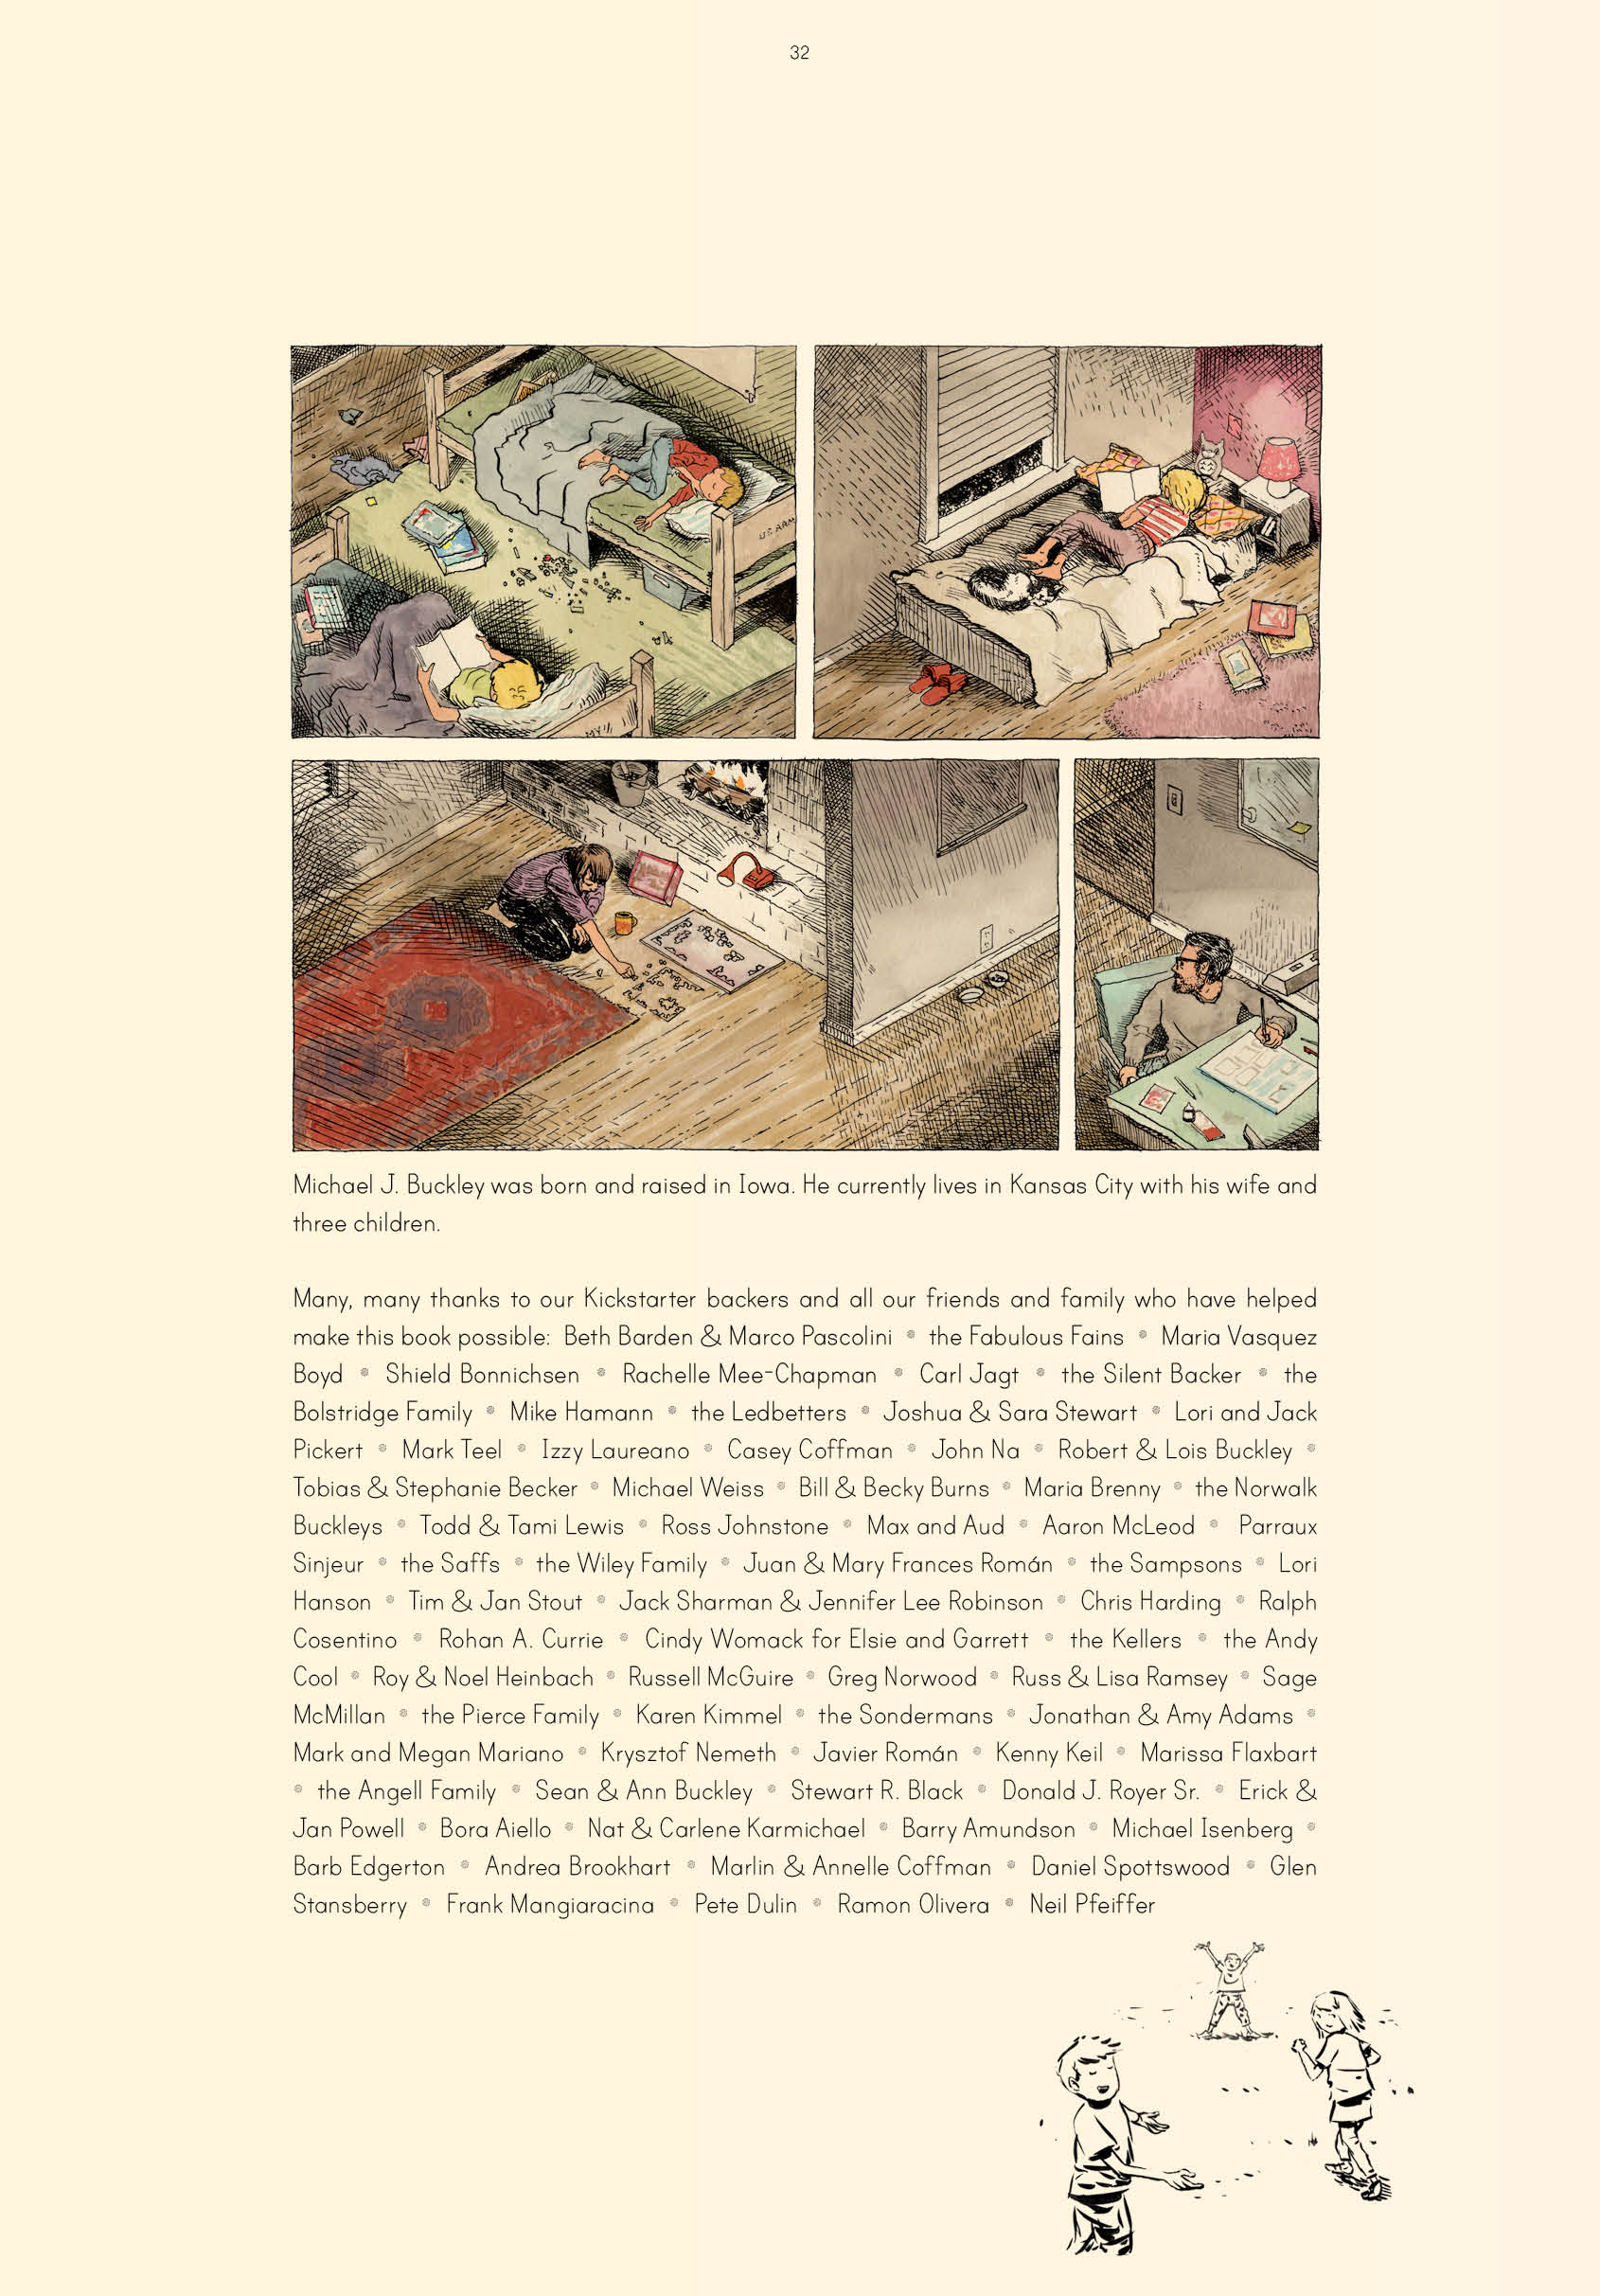 32
U.S. ARM
MY
Michael J. Buckley was born and raised in Iowa. He currently lives in Kansas City with his wife and
three children.
Many, many thanks to our Kickstarter backers and all our friends and family who have helped
make this book possible: Beth Barden & Marco Pascolini • the Fabulous Fains • Maria Vasquez
Boyd • Shield Bonnichsen • Rachelle Mee-Chapman • Carl Jagt • the Silent Backer • the
Bolstridge Family • Mike Hamann • the Ledbetters • Joshua & Sara Stewart • Lori and Jack
Pickert • Mark Teel • Izzy Laureano • Casey Coffman • John Na • Robert & Lois Buckley •
Tobias & Stephanie Becker • Michael Weiss • Bill & Becky Burns • Maria Brenny • the Norwalk
Buckleys • Todd & Tami Lewis • Ross Johnstone • Max and Aud • Aaron McLeod • Parraux
Sinjeur • the Saffs • the Wiley Family • Juan & Mary Frances Román • the Sampsons • Lori
Hanson • Tim & Jan Stout • Jack Sharman & Jennifer Lee Robinson • Chris Harding • Ralph
Cosentino • Rohan A. Currie • Cindy Womack for Elsie and Garrett • the Kellers • the Andy
Cool • Roy & Noel Heinbach • Russell McGuire • Greg Norwood • Russ & Lisa Ramsey • Sage
McMillan • the Pierce Family • Karen Kimmel • the Sondermans • Jonathan & Amy Adams •
Mark and Megan Mariano • Krysztof Nemeth • Javier Román • Kenny Keil • Marissa Flaxbart
• the Angell Family • Sean & Ann Buckley • Stewart R. Black • Donald J. Royer Sr. • Erick &
Jan Powell • Bora Aiello • Nat & Carlene Karmichael • Barry Amundson • Michael Isenberg •
Barb Edgerton • Andrea Brookhart • Marlin & Annelle Coffman • Daniel Spottswood • Glen
Stansberry • Frank Mangiaracina • Pete Dulin • Ramon Olivera • Neil Pfeiffer